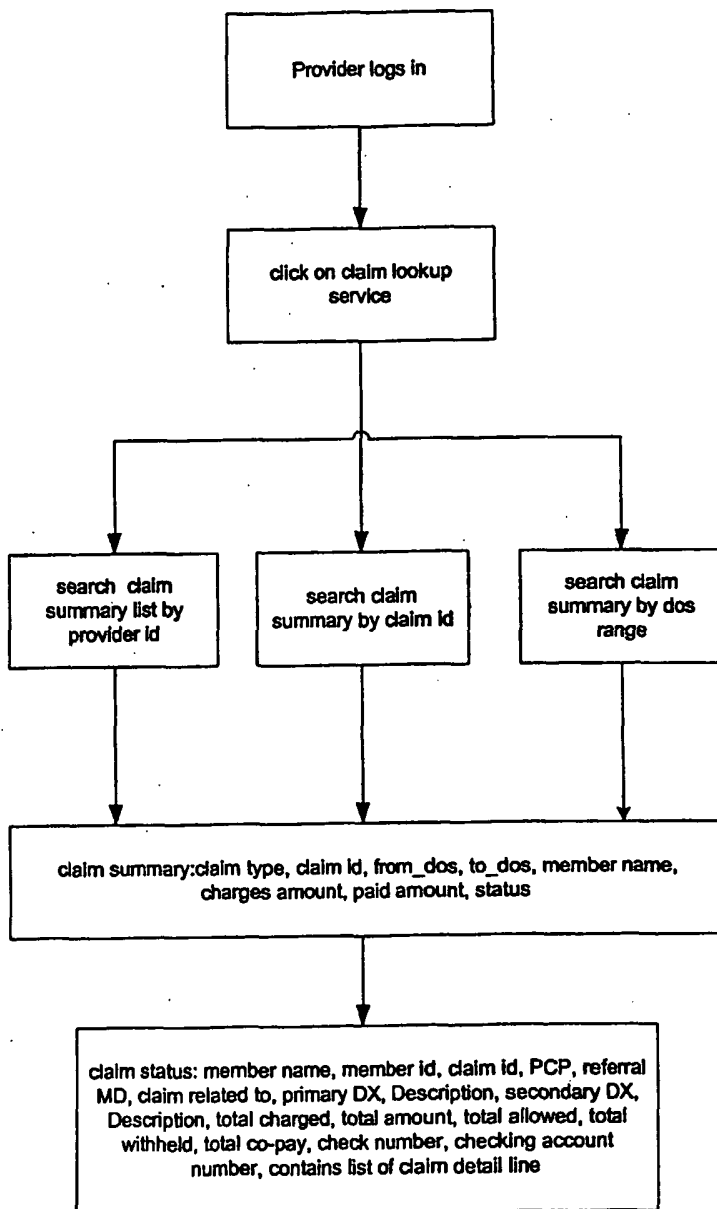 Provider logs in
click on claim lookup
service
search claim
summary list by
provider id
search claim
summary by claim id
search claim
summary by dos
range
claim summary:claim type, claim id, from_dos, to_dos, member name,
charges amount, paid amount, status
claim status: member name, member id, claim id, PCP, referral
MD, claim related to, primary DX, Description, secondary DX,
Description, total charged, total amount, total allowed, total
withheld, total co-pay, check number, checking account
number, contains list of claim detail line